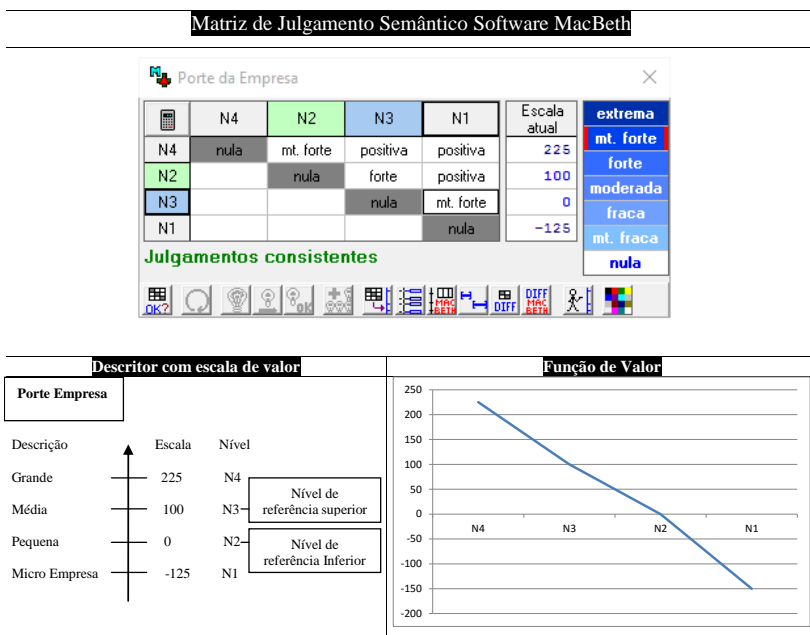 Matriz de Julgamento Semântico Software MacBeth
Porte da Empresa
N4 N2 N3 N1 Escala atual
N4 nula mt. forte positiva positiva 225
N2 nula forte positiva 100
N3 nula mt. forte 0
N1 nula -125
extrema
mt. forte
forte
moderada
fraca
mt. fraca
nula
Julgamentos consistentes
OK? OK MAC BETH DIFF DIFF MAC BETH
Descritor com escala de valor
Porte Empresa
Descrição Escala Nível
Grande 225 N4
Média 100 N3
Pequena 0 N2
Micro Empresa -125 N1
Nível de
referência superior
Nível de
referência Inferior
Função de Valor
250
200
150
100
50
0
-50
-100
-150
-200
N4 N3 N2 N1